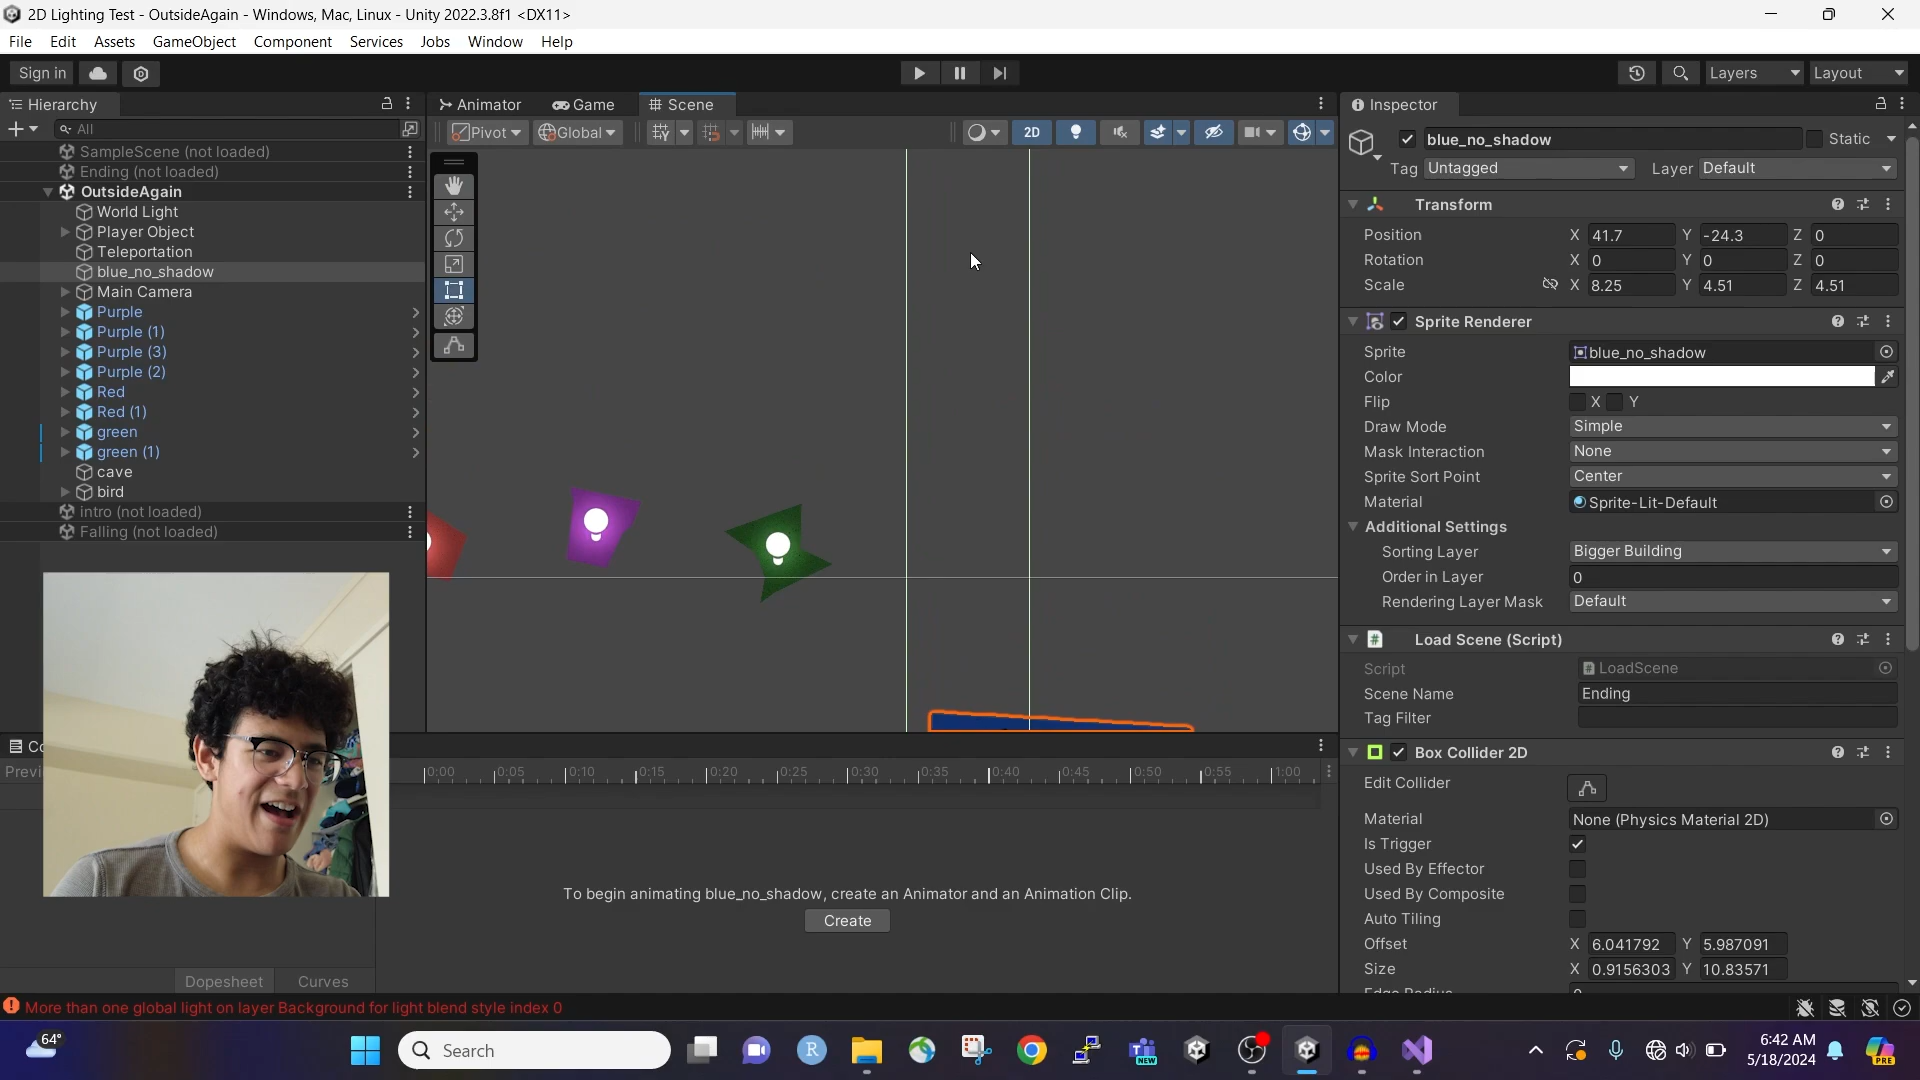 2D Lighting Test - OutsideAgain - Windows, Mac, Linux - Unity 2022.3.8f1 <DX11>
File Edit Assets GameObject Component Services Jobs Window Help
Sign in Layers Layout
Hierarchy
All
SampleScene (not loaded)
Ending (not loaded)
OutsideAgain
World Light
Player Object
Teleportation
blue_no_shadow
Main Camera
Purple
Purple (1)
Purple (3)
Purple (2)
Red
Red (1)
green
green (1)
cave
bird
intro (not loaded)
Falling (not loaded)
Animator Game Scene
Pivot Global 2D
Inspector
blue_no_shadow Static
Tag Untagged Layer Default
Transform
Position X 41.7 Y -24.3 Z 0
Rotation X 0 Y 0 Z 0
Scale X 8.25 Y 4.51 Z 4.51
Sprite Renderer
Sprite blue_no_shadow
Color
Flip X Y
Draw Mode Simple
Mask Interaction None
Sprite Sort Point Center
Material Sprite-Lit-Default
Additional Settings
Sorting Layer Bigger Building
Order in Layer 0
Rendering Layer Mask Default
Load Scene (Script)
Script LoadScene
Scene Name Ending
Tag Filter
Box Collider 2D
Edit Collider
Material None (Physics Material 2D)
Is Trigger
Used By Effector
Used By Composite
Auto Tiling
Offset X 6.041792 Y 5.987091
Size X 0.9156303 Y 10.83571
0:00 0:05 0:10 0:15 0:20 0:25 0:30 0:35 0:40 0:45 0:50 0:55 1:00
To begin animating blue_no_shadow, create an Animator and an Animation Clip.
Create
Dopesheet Curves
More than one global light on layer Background for light blend style index 0
64°
Search
R
NEW
6:42 AM
5/18/2024
PRE